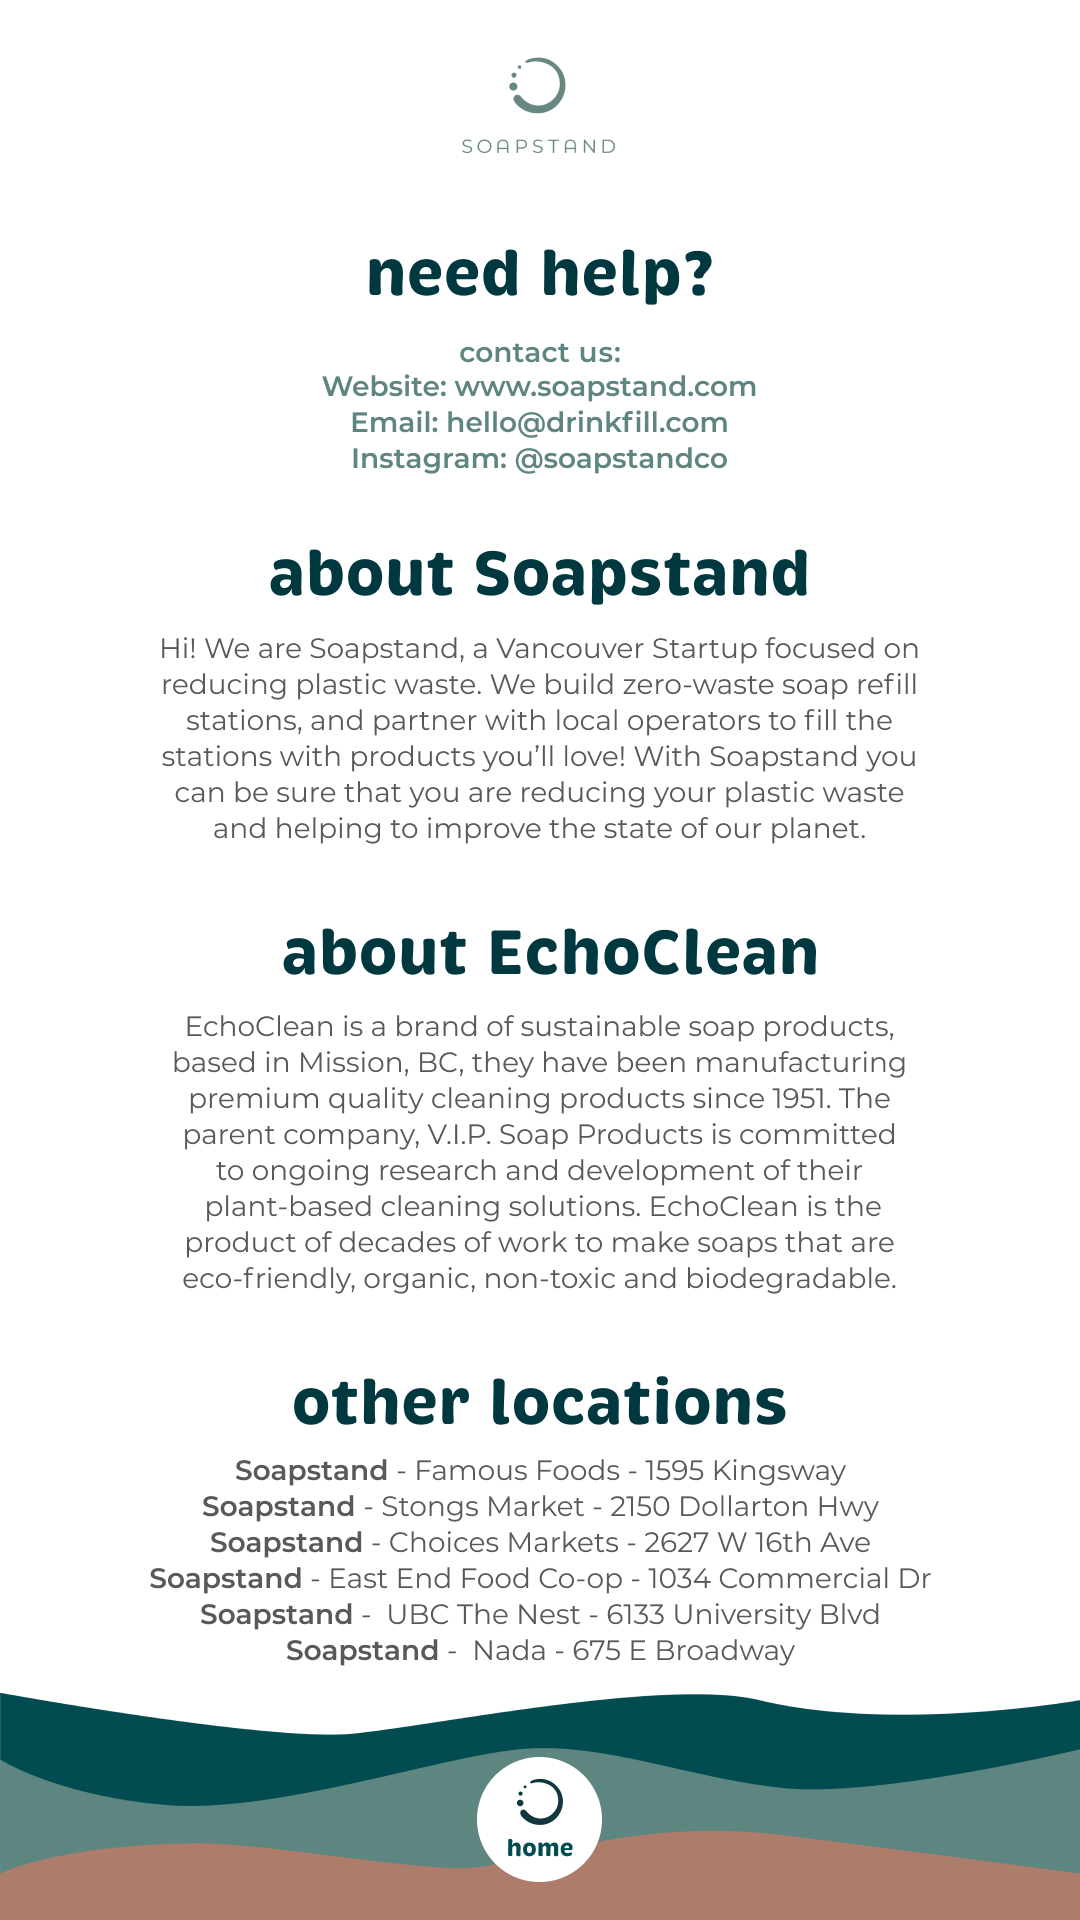 SOAPSTAND
need help?
contact us:
Website: www.soapstand.com
Email: hello@drinkfill.com
Instagram: @soapstandco
about Soapstand
Hi! We are Soapstand, a Vancouver Startup focused on
reducing plastic waste. We build zero-waste soap refill
stations, and partner with local operators to fill the
stations with products you’ll love! With Soapstand you
can be sure that you are reducing your plastic waste
and helping to improve the state of our planet.
about EchoClean
EchoClean is a brand of sustainable soap products,
based in Mission, BC, they have been manufacturing
premium quality cleaning products since 1951. The
parent company, V.I.P. Soap Products is committed
to ongoing research and development of their
plant-based cleaning solutions. EchoClean is the
product of decades of work to make soaps that are
eco-friendly, organic, non-toxic and biodegradable.
other locations
Soapstand - Famous Foods - 1595 Kingsway
Soapstand - Stongs Market - 2150 Dollarton Hwy
Soapstand - Choices Markets - 2627 W 16th Ave
Soapstand - East End Food Co-op - 1034 Commercial Dr
Soapstand -  UBC The Nest - 6133 University Blvd
Soapstand -  Nada - 675 E Broadway
home